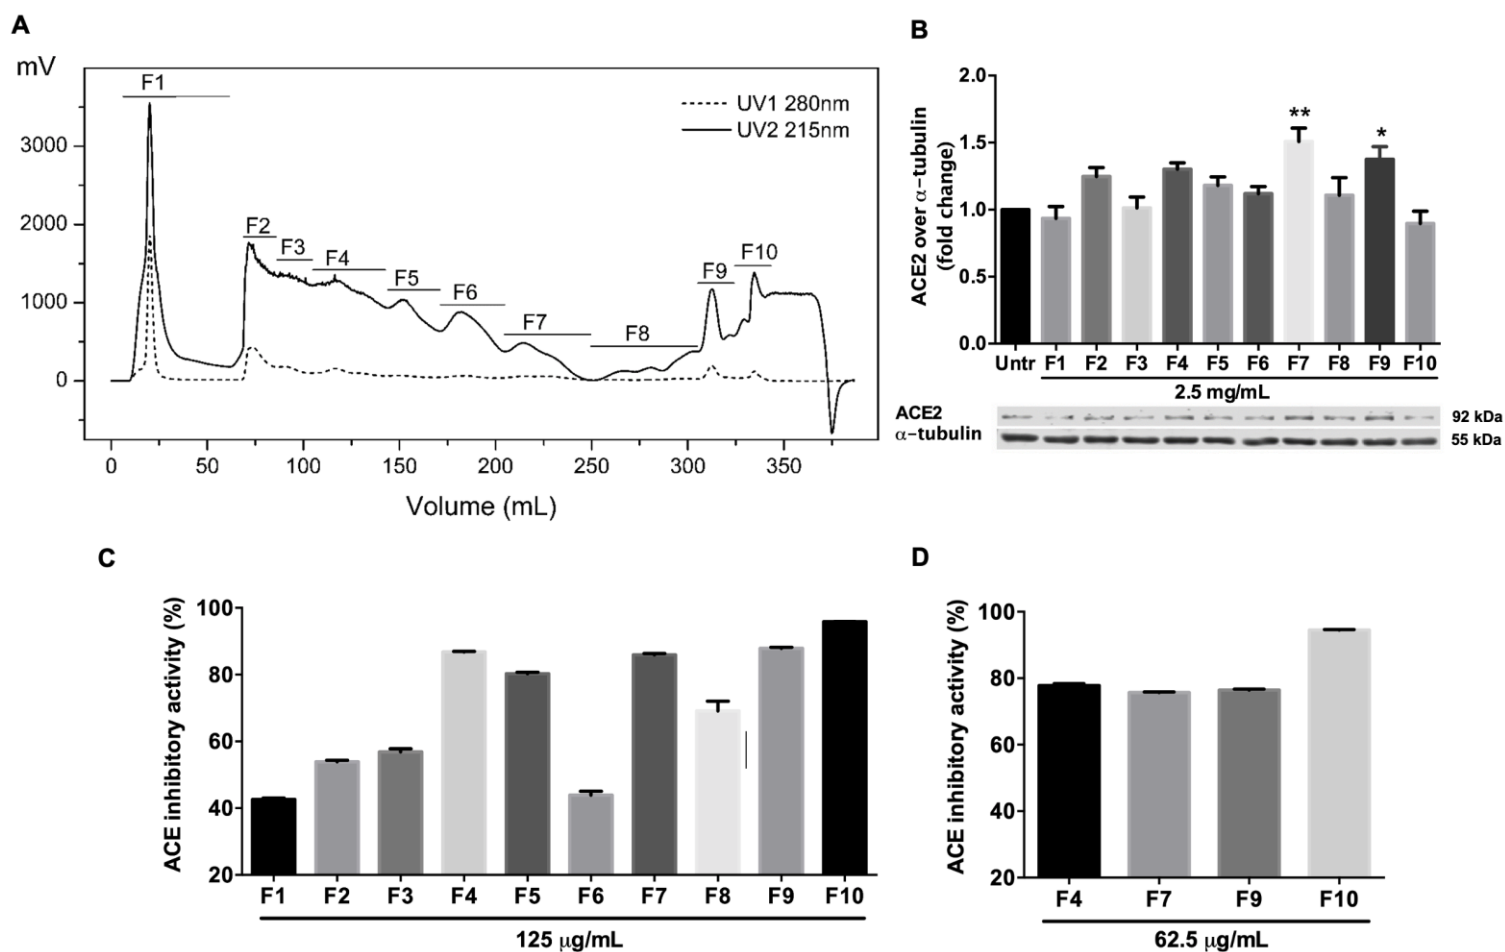 A
mV
F1
UV1 280nm
UV2 215nm
3000
2000
1000
0
F2
F3
F4
F5
F6
F7
F8
F9
F10
0 50 100 150 200 250 300 350
Volume (mL)
B
ACE2 over α-tubulin
(fold change)
2.0
1.5
1.0
0.5
0.0
** *
Untr F1 F2 F3 F4 F5 F6 F7 F8 F9 F10
2.5 mg/mL
ACE2 92 kDa
α-tubulin 55 kDa
C
ACE inhibitory activity (%)
100
80
60
40
20
F1 F2 F3 F4 F5 F6 F7 F8 F9 F10
125 μg/mL
D
ACE inhibitory activity (%)
100
80
60
40
20
F4 F7 F9 F10
62.5 μg/mL